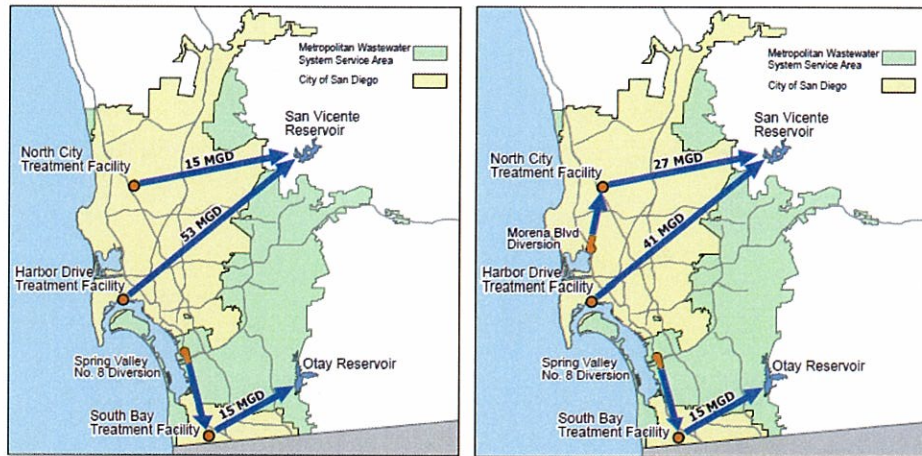 Metropolitan Wastewater
System Service Area
City of San Diego
San Vicente
Reservoir
North City
Treatment Facility
15 MGD
53 MGD
Harbor Drive
Treatment Facility
Spring Valley
No. 8 Diversion
Otay Reservoir
South Bay
Treatment Facility
15 MGD
Metropolitan Wastewater
System Service Area
City of San Diego
San Vicente
Reservoir
North City
Treatment Facility
27 MGD
Morena Blvd
Diversion
41 MGD
Harbor Drive
Treatment Facility
Spring Valley
No. 8 Diversion
Otay Reservoir
South Bay
Treatment Facility
15 MGD